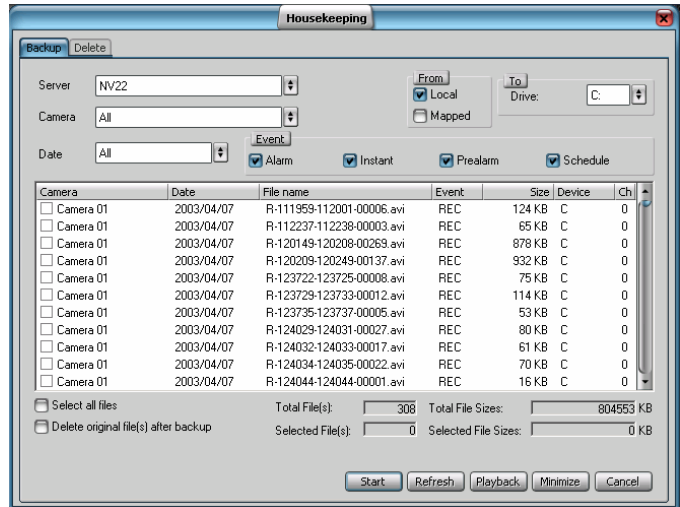 Housekeeping
Backup Delete
Server NV22
Camera All
Date All
From
Local
Mapped
To
Drive: C:
Event
Alarm Instant Prealarm Schedule
Camera Date File name Event Size Device Ch
Camera 01 2003/04/07 R-111959-112001-00006.avi REC 124 KB C 0
Camera 01 2003/04/07 R-112237-112238-00003.avi REC 65 KB C 0
Camera 01 2003/04/07 R-120149-120208-00269.avi REC 878 KB C 0
Camera 01 2003/04/07 R-120209-120249-00137.avi REC 932 KB C 0
Camera 01 2003/04/07 R-123722-123725-00008.avi REC 75 KB C 0
Camera 01 2003/04/07 R-123729-123733-00012.avi REC 114 KB C 0
Camera 01 2003/04/07 R-123735-123737-00005.avi REC 53 KB C 0
Camera 01 2003/04/07 R-124029-124031-00027.avi REC 80 KB C 0
Camera 01 2003/04/07 R-124032-124033-00017.avi REC 61 KB C 0
Camera 01 2003/04/07 R-124034-124035-00022.avi REC 70 KB C 0
Camera 01 2003/04/07 R-124044-124044-00001.avi REC 16 KB C 0
Select all files
Delete original file(s) after backup
Total File(s): 308 Total File Sizes: 804553 KB
Selected File(s): 0 Selected File Sizes: 0 KB
Start Refresh Playback Minimize Cancel